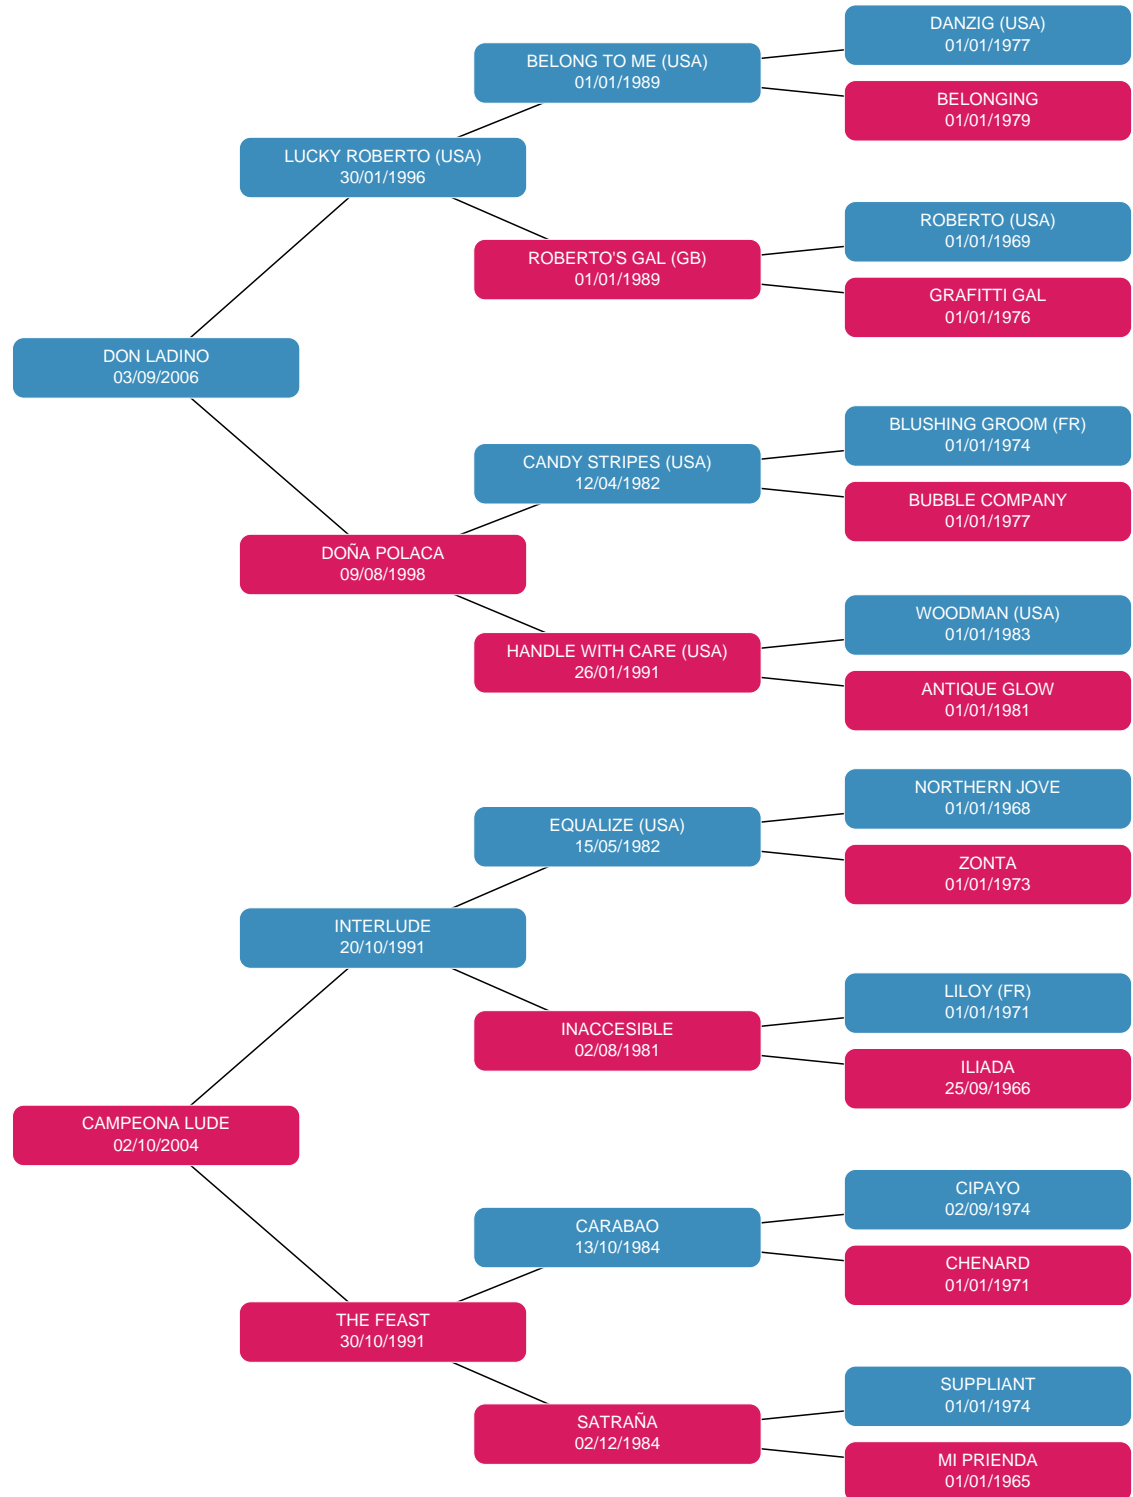 DANZIG (USA)
01/01/1977
BELONG TO ME (USA)
01/01/1989
BELONGING
01/01/1979
LUCKY ROBERTO (USA)
30/01/1996
ROBERTO (USA)
01/01/1969
ROBERTO'S GAL (GB)
01/01/1989
GRAFITTI GAL
01/01/1976
DON LADINO
03/09/2006
BLUSHING GROOM (FR)
01/01/1974
CANDY STRIPES (USA)
12/04/1982
BUBBLE COMPANY
01/01/1977
DOÑA POLACA
09/08/1998
WOODMAN (USA)
01/01/1983
HANDLE WITH CARE (USA)
26/01/1991
ANTIQUE GLOW
01/01/1981
NORTHERN JOVE
01/01/1968
EQUALIZE (USA)
15/05/1982
ZONTA
01/01/1973
INTERLUDE
20/10/1991
LILOY (FR)
01/01/1971
INACCESIBLE
02/08/1981
ILIADA
25/09/1966
CAMPEONA LUDE
02/10/2004
CIPAYO
02/09/1974
CARABAO
13/10/1984
CHENARD
01/01/1971
THE FEAST
30/10/1991
SUPPLIANT
01/01/1974
SATRAÑA
02/12/1984
MI PRIENDA
01/01/1965